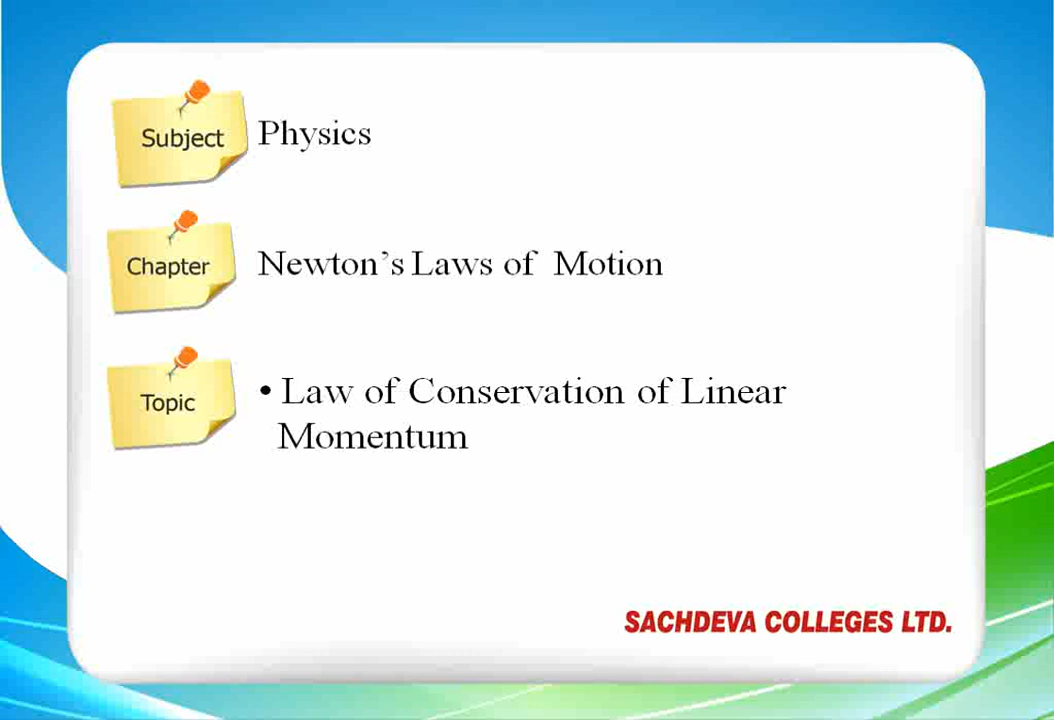 Subject Physics
Chapter Newton's Laws of Motion
Topic • Law of Conservation of Linear
Momentum
SACHDEVA COLLEGES LTD.